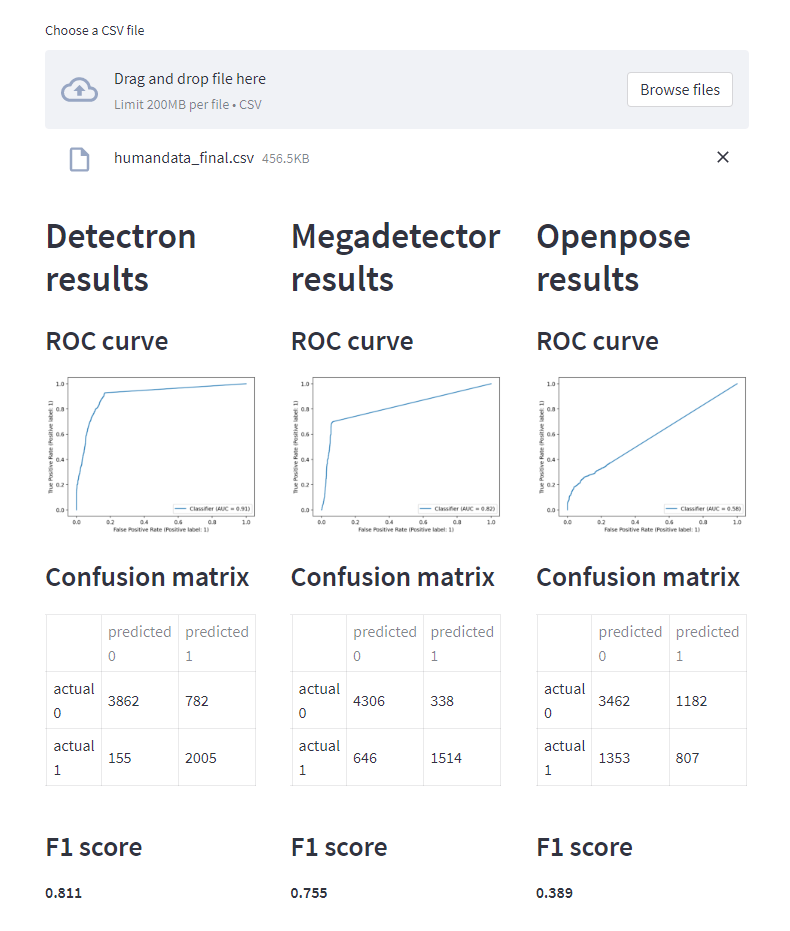 Choose a CSV file
Drag and drop file here
Limit 200MB per file • CSV
Browse files
humandata_final.csv 456.5KB
Detectron
results
ROC curve
True Positive Rate (Positive label: 1)
1.0
0.8
0.6
0.4
0.2
0.0
Classifier (AUC = 0.91)
0.0 0.2 0.4 0.6 0.8 1.0
False Positive Rate (Positive label: 1)
Confusion matrix
predicted 0 predicted 1
actual 0 3862 782
actual 1 155 2005
F1 score
0.811
Megadetector
results
ROC curve
True Positive Rate (Positive label: 1)
1.0
0.8
0.6
0.4
0.2
0.0
Classifier (AUC = 0.82)
0.0 0.2 0.4 0.6 0.8 1.0
False Positive Rate (Positive label: 1)
Confusion matrix
predicted 0 predicted 1
actual 0 4306 338
actual 1 646 1514
F1 score
0.755
Openpose
results
ROC curve
True Positive Rate (Positive label: 1)
1.0
0.8
0.6
0.4
0.2
0.0
Classifier (AUC = 0.58)
0.0 0.2 0.4 0.6 0.8 1.0
False Positive Rate (Positive label: 1)
Confusion matrix
predicted 0 predicted 1
actual 0 3462 1182
actual 1 1353 807
F1 score
0.389